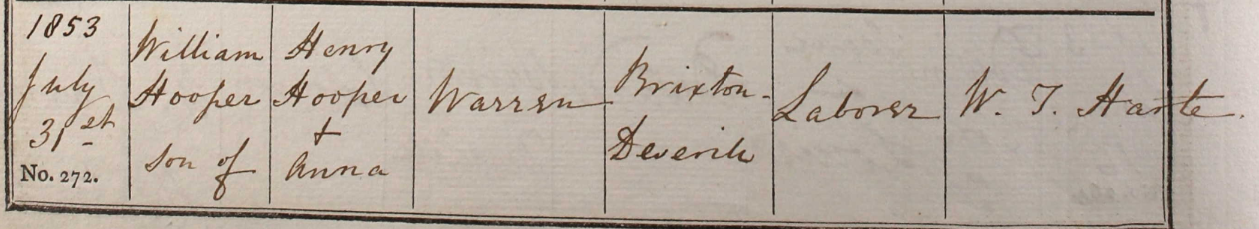 1853
July
31st
No. 272.
William
Hooper
son of
Henry
Hooper
+
Anna
Warren
Brixton-
Deverill
Laborer
W. T. Harte.